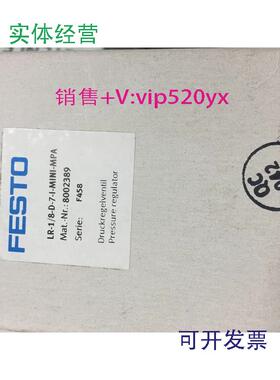 实体经营
销售+V:vip520yx
FESTO
LR-1/8-D-7-I-MINI-MPA
Mat.-Nr.: 8002389
Serie: F458
Druckregelventil
Pressure regulator
OC
可开发票